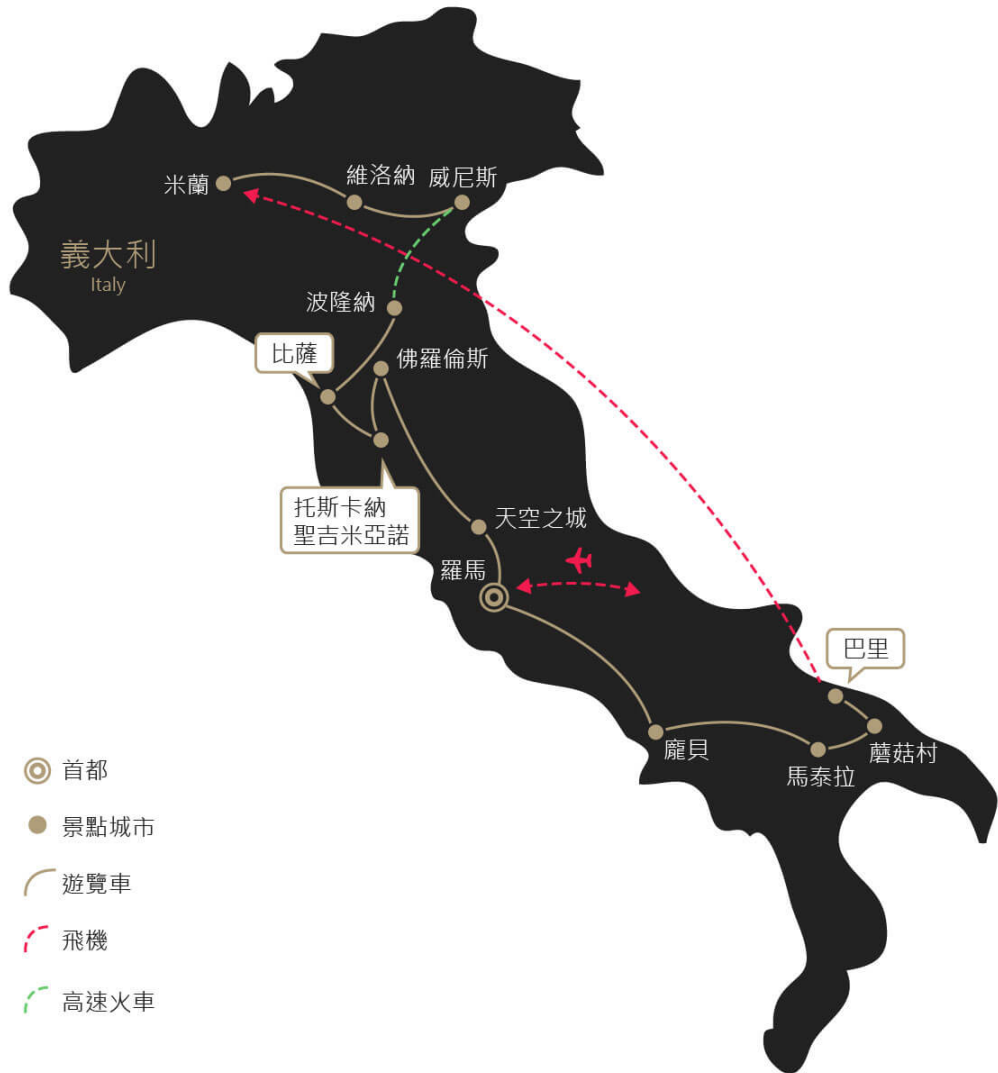 米蘭
維洛納
威尼斯
義大利
Italy
波隆納
比薩
佛羅倫斯
托斯卡納
聖吉米亞諾
天空之城
羅馬
巴里
龐貝
蘑菇村
馬泰拉
首都
景點城市
遊覽車
飛機
高速火車